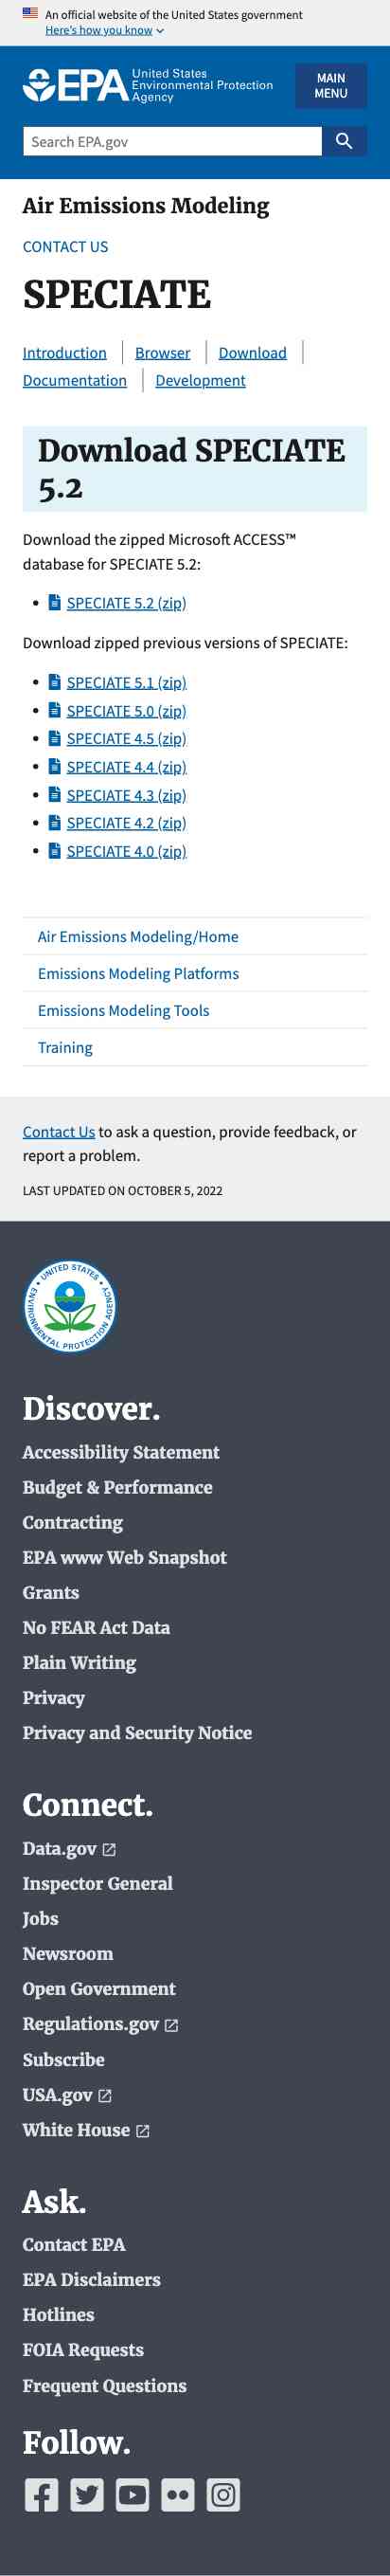 An official website of the United States government
Here's how you know
EPA United States
Environmental Protection
Agency
MAIN
MENU
Search EPA.gov
Air Emissions Modeling
CONTACT US
SPECIATE
Introduction
Browser
Download
Documentation
Development
Download SPECIATE
5.2
Download the zipped Microsoft ACCESS™
database for SPECIATE 5.2:
SPECIATE 5.2 (zip)
Download zipped previous versions of SPECIATE:
SPECIATE 5.1 (zip)
SPECIATE 5.0 (zip)
SPECIATE 4.5 (zip)
SPECIATE 4.4 (zip)
SPECIATE 4.3 (zip)
SPECIATE 4.2 (zip)
SPECIATE 4.0 (zip)
Air Emissions Modeling/Home
Emissions Modeling Platforms
Emissions Modeling Tools
Training
Contact Us to ask a question, provide feedback, or
report a problem.
LAST UPDATED ON OCTOBER 5, 2022
UNITED STATES
ENVIRONMENTAL PROTECTION AGENCY
Discover.
Accessibility Statement
Budget & Performance
Contracting
EPA www Web Snapshot
Grants
No FEAR Act Data
Plain Writing
Privacy
Privacy and Security Notice
Connect.
Data.gov
Inspector General
Jobs
Newsroom
Open Government
Regulations.gov
Subscribe
USA.gov
White House
Ask.
Contact EPA
EPA Disclaimers
Hotlines
FOIA Requests
Frequent Questions
Follow.